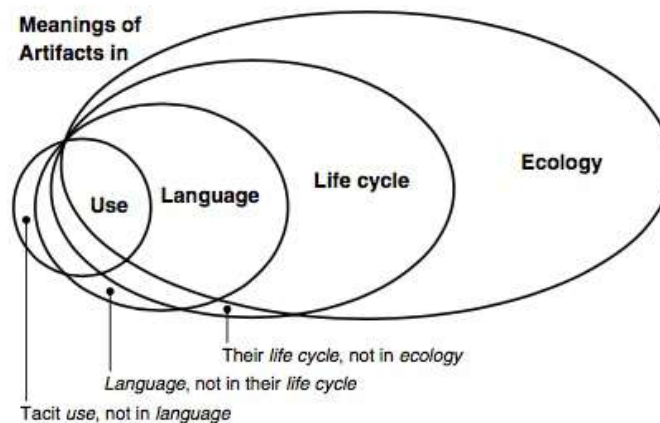 Meanings of
Artifacts in
Use
Language
Life cycle
Ecology
Their life cycle, not in ecology
Language, not in their life cycle
Tacit use, not in language